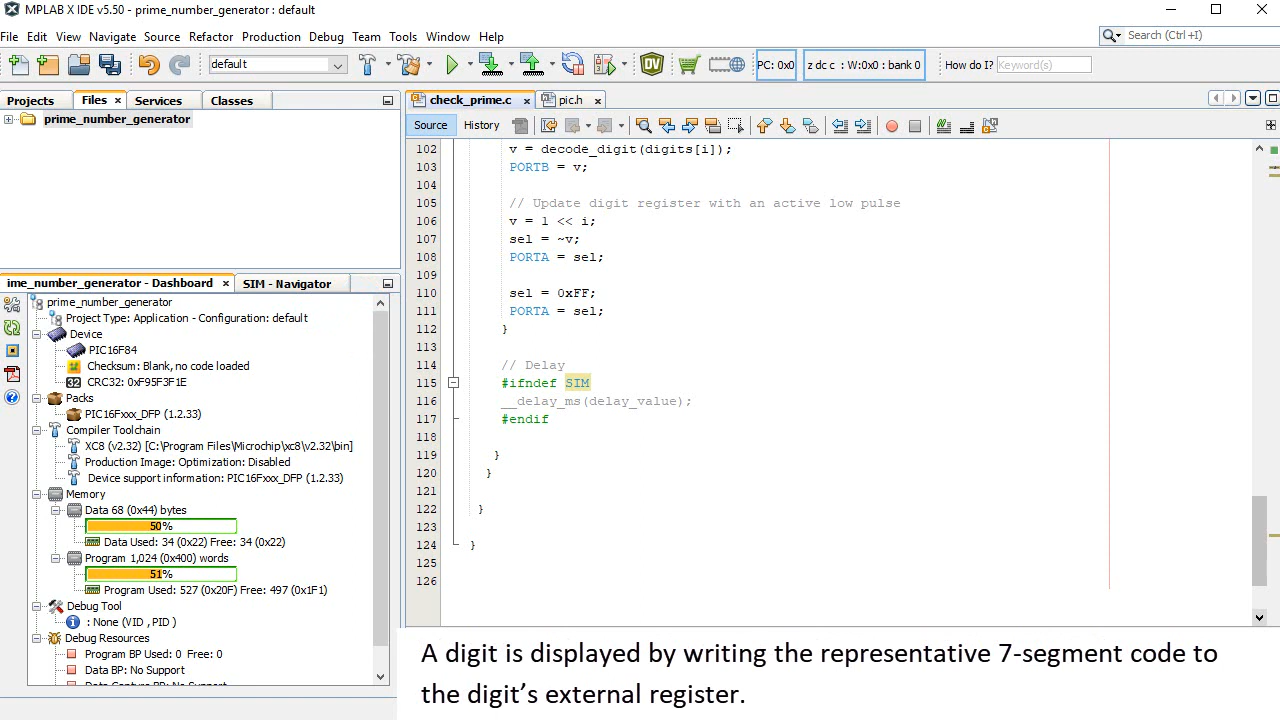 MPLAB X IDE v5.50 - prime_number_generator : default
File Edit View Navigate Source Refactor Production Debug Team Tools Window Help
Search (Ctrl+I)
default
PC: 0x0
z dc c : W:0x0 : bank 0
How do I? Keyword(s)
Projects Files Services Classes
prime_number_generator
check_prime.c pic.h
Source History
102 v = decode_digit(digits[i]);
103 PORTB = v;
104
105 // Update digit register with an active low pulse
106 v = 1 << i;
107 sel = ~v;
108 PORTA = sel;
109
110 sel = 0xFF;
111 PORTA = sel;
112 }
113
114 // Delay
115 #ifndef SIM
116 __delay_ms(delay_value);
117 #endif
118
119 }
120 }
121
122 }
123
124 }
125
126
ime_number_generator - Dashboard SIM - Navigator
prime_number_generator
Project Type: Application - Configuration: default
Device
PIC16F84
Checksum: Blank, no code loaded
CRC32: 0xF95F3F1E
Packs
PIC16Fxxx_DFP (1.2.33)
Compiler Toolchain
XC8 (v2.32) [C:\Program Files\Microchip\xc8\v2.32\bin]
Production Image: Optimization: Disabled
Device support information: PIC16Fxxx_DFP (1.2.33)
Memory
Data 68 (0x44) bytes
50%
Data Used: 34 (0x22) Free: 34 (0x22)
Program 1,024 (0x400) words
51%
Program Used: 527 (0x20F) Free: 497 (0x1F1)
Debug Tool
: None (VID , PID )
Debug Resources
Program BP Used: 0 Free: 0
Data BP: No Support
Data Capture BP: No Support
A digit is displayed by writing the representative 7-segment code to
the digit’s external register.